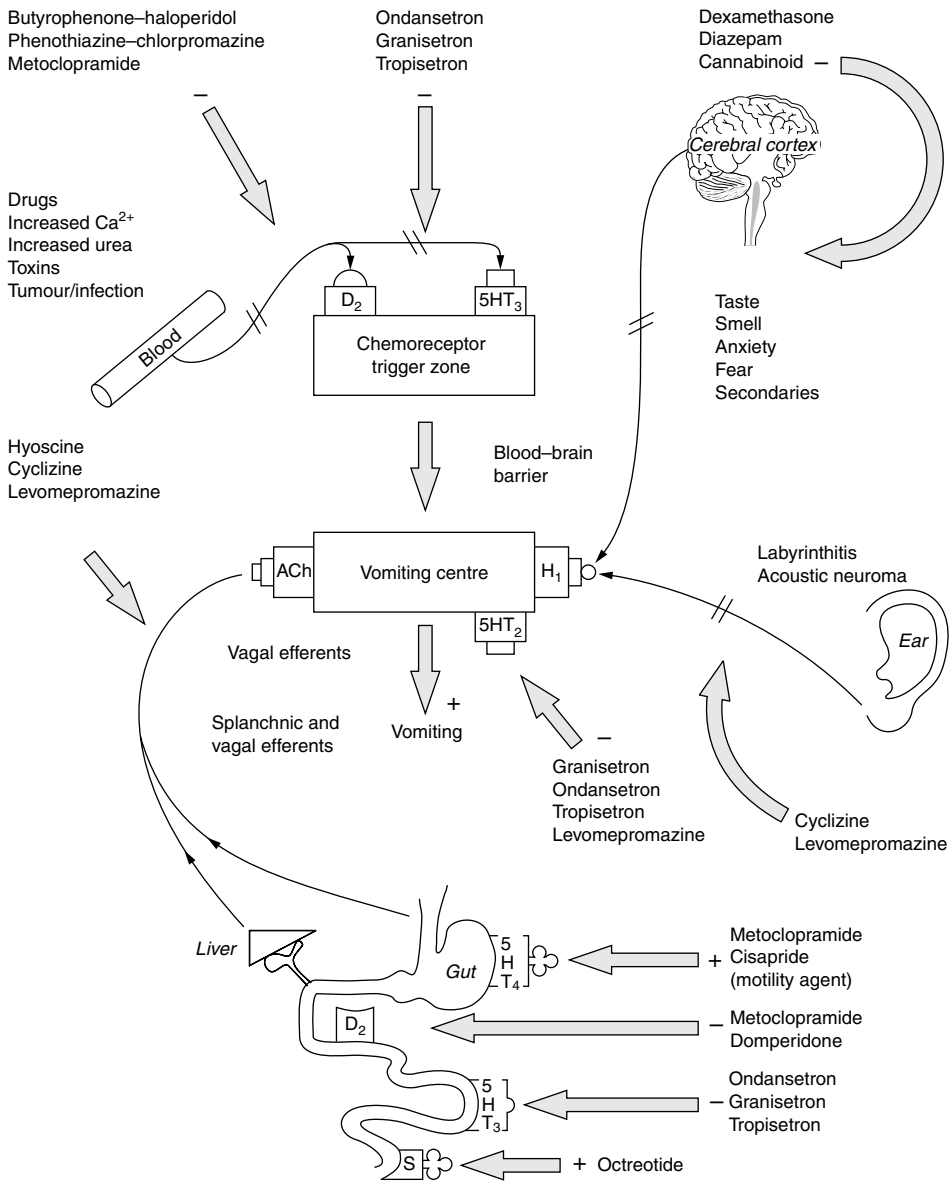 Butyrophenone–haloperidol
Phenothiazine–chlorpromazine
Metoclopramide
–
Ondansetron
Granisetron
Tropisetron
–
Dexamethasone
Diazepam
Cannabinoid –
Cerebral cortex
Drugs
Increased Ca²⁺
Increased urea
Toxins
Tumour/infection
Blood
D₂
5HT₃
Chemoreceptor
trigger zone
Taste
Smell
Anxiety
Fear
Secondaries
Hyoscine
Cyclizine
Levomepromazine
Blood–brain
barrier
ACh
Vomiting centre
H₁
5HT₂
Labyrinthitis
Acoustic neuroma
Ear
Vagal efferents
Splanchnic and
vagal efferents
+
Vomiting
–
Granisetron
Ondansetron
Tropisetron
Levomepromazine
Cyclizine
Levomepromazine
Liver
Gut
5
H
T₄
+
Metoclopramide
Cisapride
(motility agent)
D₂
– Metoclopramide
Domperidone
5
H
T₃
Ondansetron
– Granisetron
Tropisetron
S
+ Octreotide